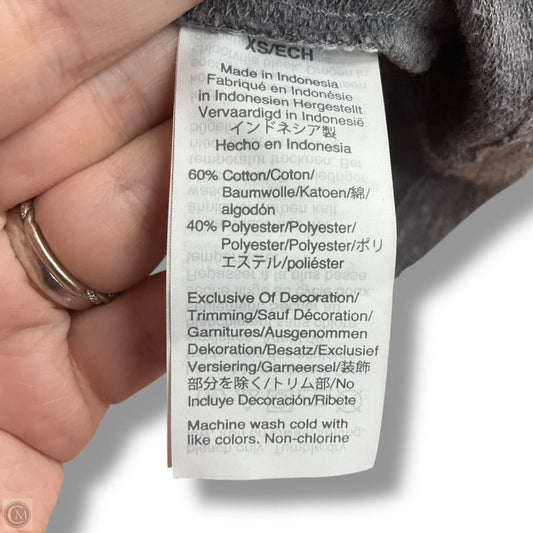 XS/ECH
Made in Indonesia
Fabriqué en Indonésie
in Indonesien Hergestellt
Vervaardigd in Indonesië
インドネシア製
Hecho en Indonesia
60% Cotton/Coton/
Baumwolle/Katoen/綿/
algodón
40% Polyester/Polyester/
Polyester/Polyester/ポリ
エステル/poliéster
Exclusive Of Decoration/
Trimming/Sauf Décoration/
Garnitures/Ausgenommen
Dekoration/Besatz/Exclusief
Versiering/Garneersel/装飾
部分を除く/トリム部/No
Incluye Decoración/Ribete
Machine wash cold with
like colors. Non-chlorine